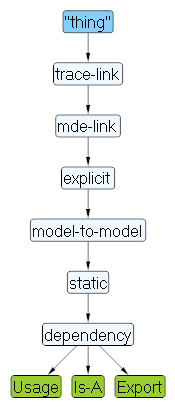 "thing"
trace-link
mde-link
explicit
model-to-model
static
dependency
Usage Is-A Export